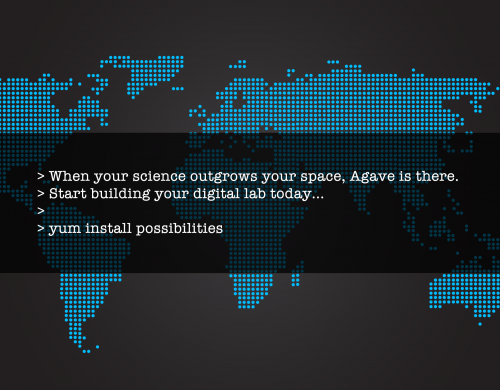 > When your science outgrows your space, Agave is there.
> Start building your digital lab today...
>
> yum install possibilities